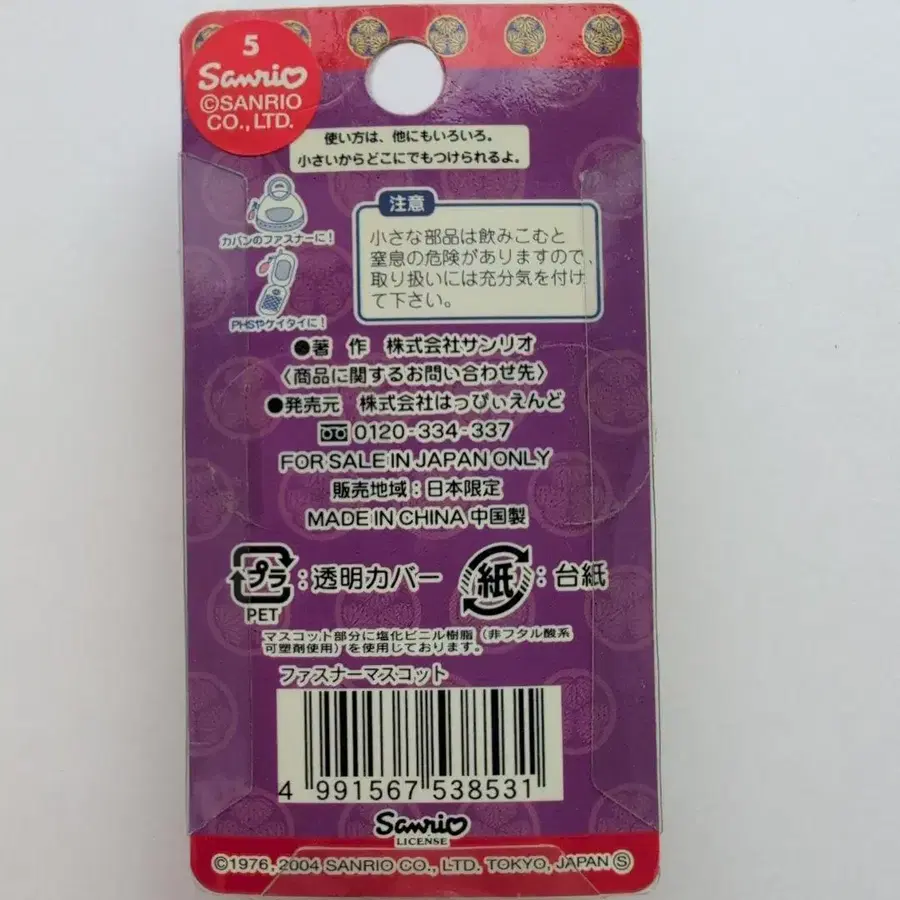 5
Sanrio
©SANRIO
CO., LTD.
使い方は、他にもいろいろ。
小さいからどこにでもつけられるよ。
カバンのファスナーに!
PHSやケイタイに!
注意
小さな部品は飲みこむと
窒息の危険がありますので、
取り扱いには充分気を付け
て下さい。
●著 作 株式会社サンリオ
〈商品に関するお問い合わせ先〉
●発売元 株式会社はっぴぃえんど
0120-334-337
FOR SALE IN JAPAN ONLY
販売地域:日本限定
MADE IN CHINA 中国製
プラ:透明カバー 紙:台紙
PET
マスコット部分に塩化ビニル樹脂(非フタル酸系
可塑剤使用)を使用しております。
ファスナーマスコット
4 991567 538531
Sanrio
LICENSE
©1976, 2004 SANRIO CO., LTD. TOKYO, JAPAN Ⓢ